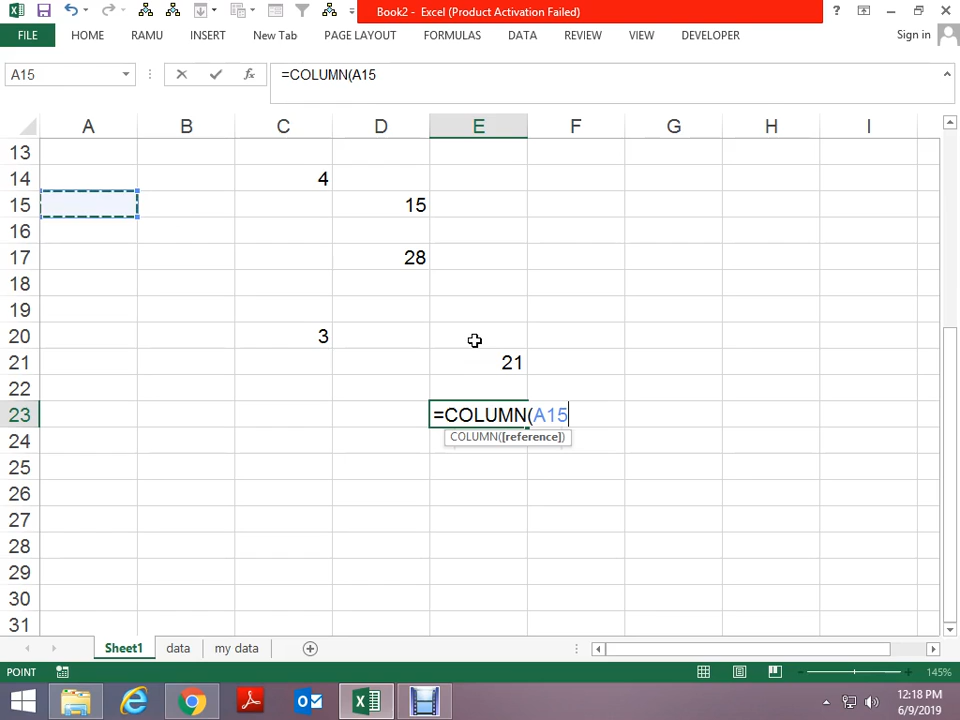 Book2 - Excel (Product Activation Failed)
?
FILE HOME RAMU INSERT New Tab PAGE LAYOUT FORMULAS DATA REVIEW VIEW DEVELOPER Sign in
A15 fx =COLUMN(A15
A B C D E F G H I
13
14 4
15 15
16
17 28
18
19
20 3
21 21
22
23 =COLUMN(A15
COLUMN([reference])
24
25
26
27
28
29
30
31
Sheet1 data my data
POINT 145%
12:18 PM
6/9/2019